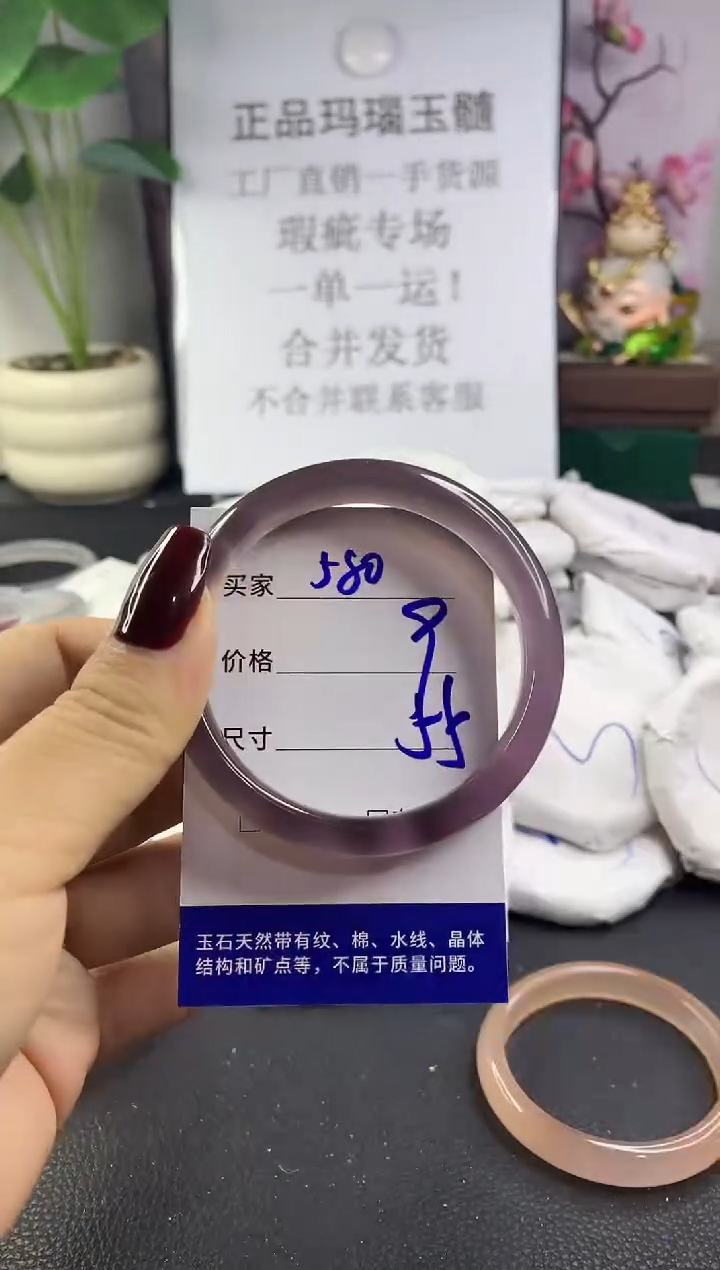 正品玛瑙玉髓
工厂直销一手货源
瑕疵专场
一单一运！
合并发货
不合并联系客服
买家 580
价格
尺寸 55
玉石天然带有纹、棉、水线、晶体
结构和矿点等，不属于质量问题。